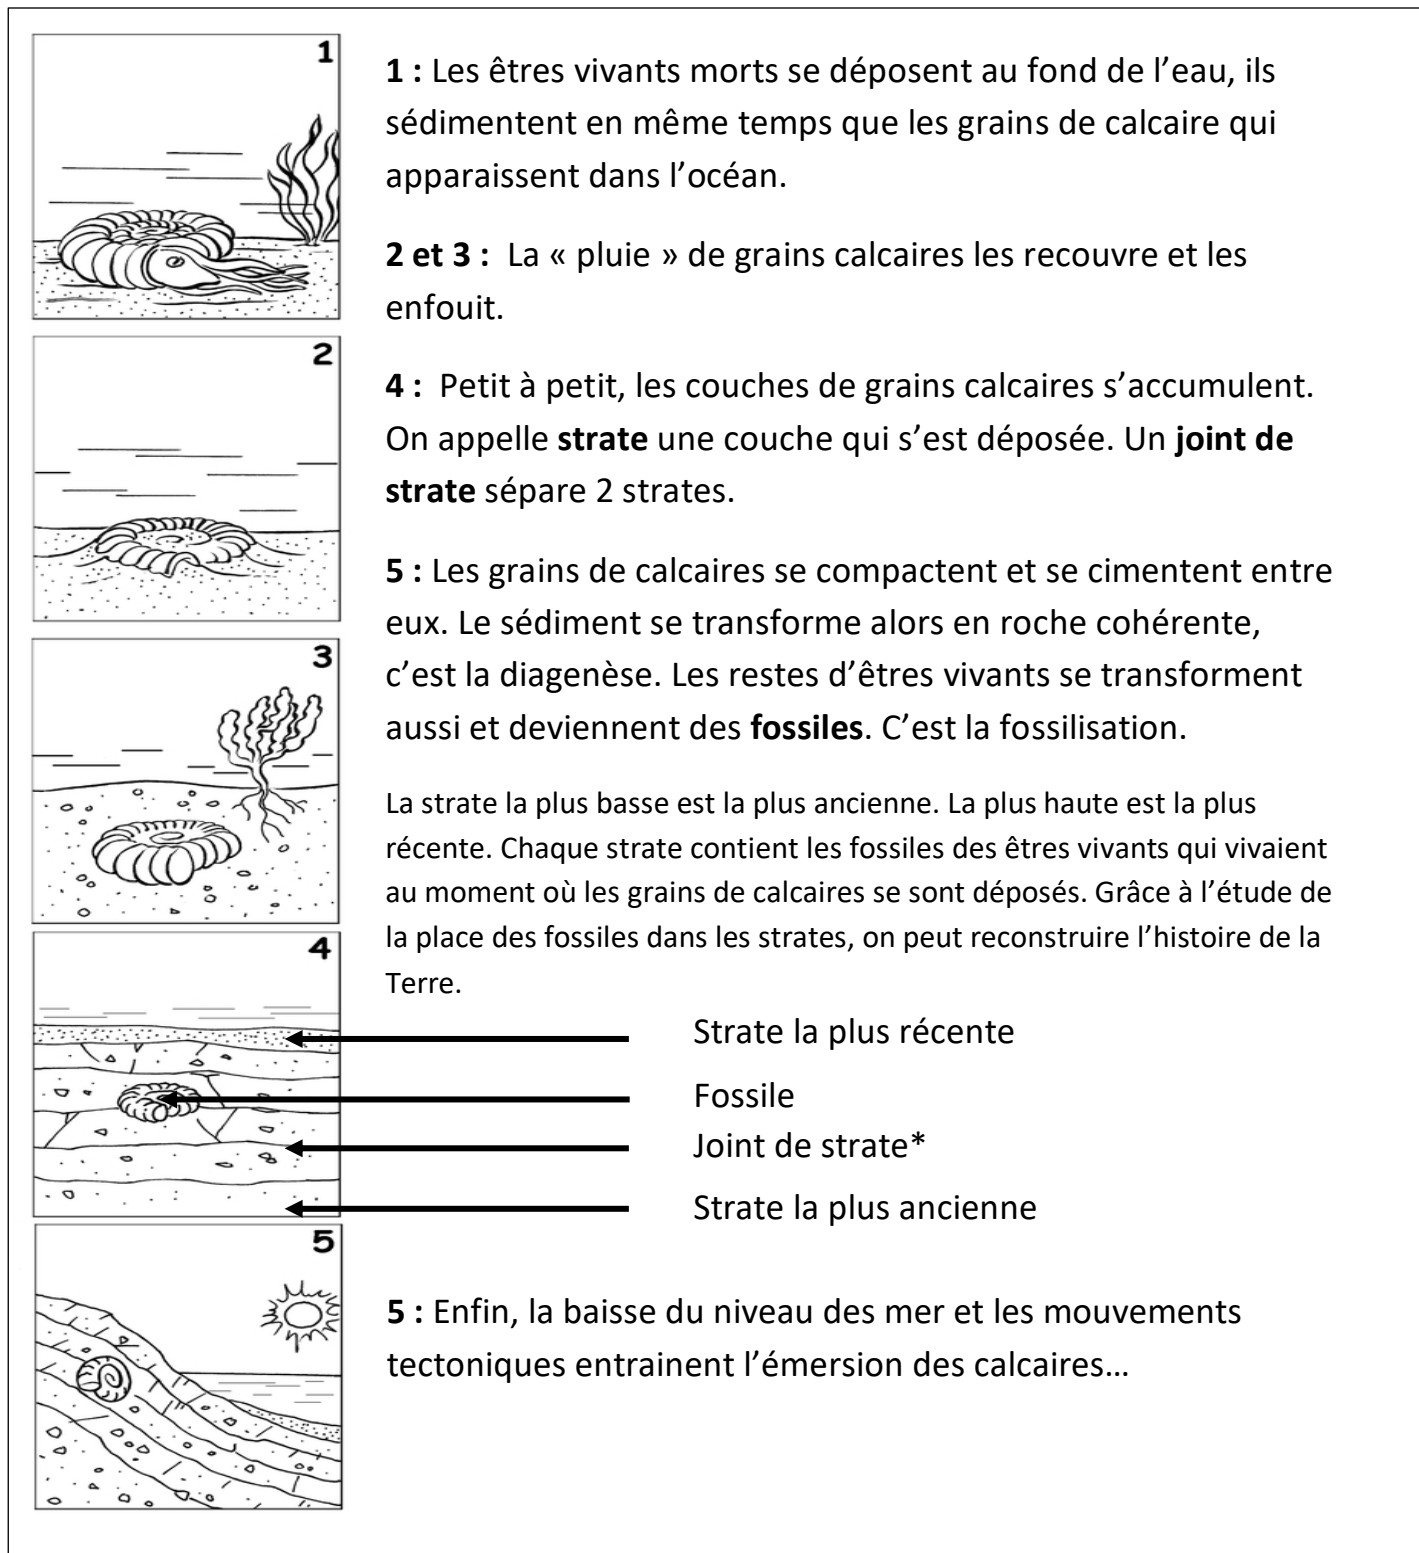 1
1 : Les êtres vivants morts se déposent au fond de l’eau, ils
sédimentent en même temps que les grains de calcaire qui
apparaissent dans l’océan.
2 et 3 : La « pluie » de grains calcaires les recouvre et les
enfouit.
2
4 : Petit à petit, les couches de grains calcaires s’accumulent.
On appelle strate une couche qui s’est déposée. Un joint de
strate sépare 2 strates.
5 : Les grains de calcaires se compactent et se cimentent entre
eux. Le sédiment se transforme alors en roche cohérente,
c’est la diagenèse. Les restes d’êtres vivants se transforment
aussi et deviennent des fossiles. C’est la fossilisation.
3
La strate la plus basse est la plus ancienne. La plus haute est la plus
récente. Chaque strate contient les fossiles des êtres vivants qui vivaient
au moment où les grains de calcaires se sont déposés. Grâce à l’étude de
la place des fossiles dans les strates, on peut reconstruire l’histoire de la
Terre.
4
Strate la plus récente
Fossile
Joint de strate*
Strate la plus ancienne
5
5 : Enfin, la baisse du niveau des mer et les mouvements
tectoniques entrainent l’émersion des calcaires…